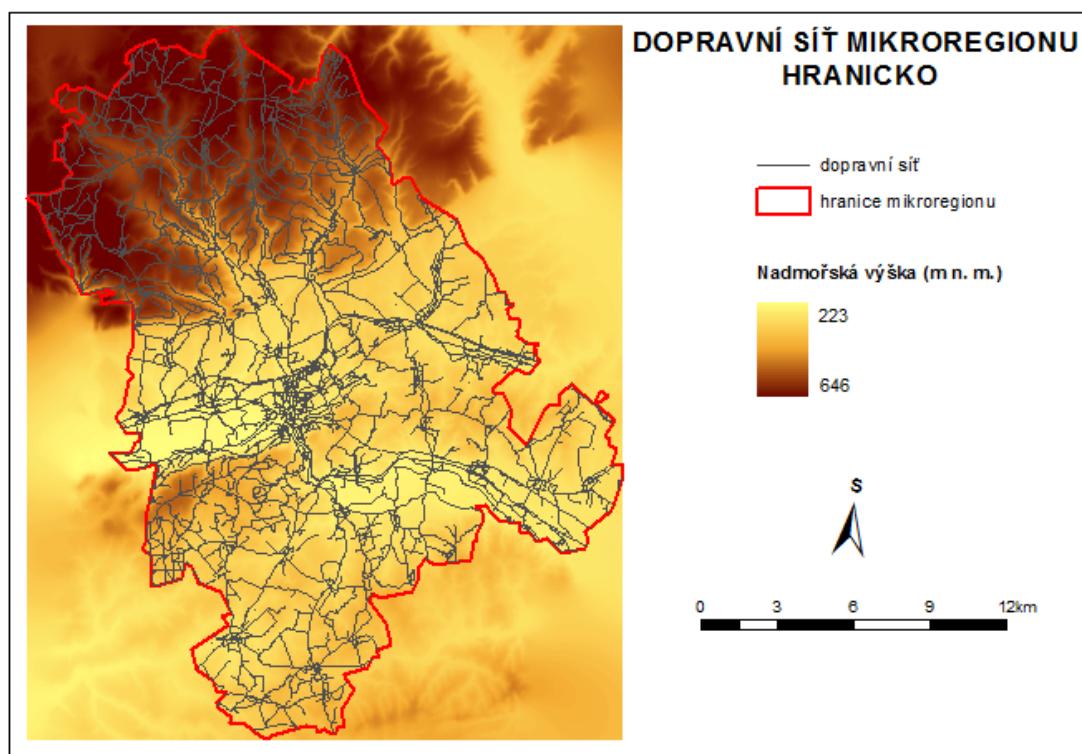 DOPRAVNÍ SÍŤ MIKROREGIONU
HRANICKO
dopravní síť
hranice mikroregionu
Nadmořská výška (m n. m.)
223
646
S
0 3 6 9 12km